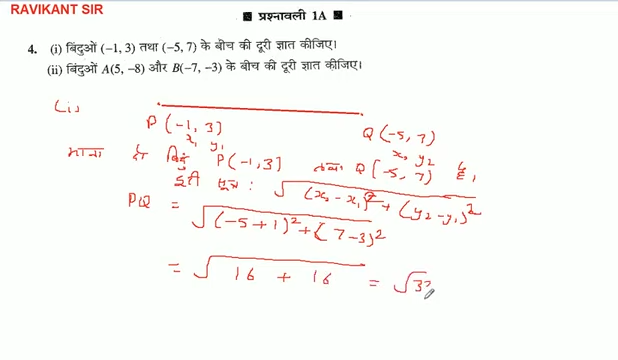 RAVIKANT SIR
प्रश्नावली 1A
4. (i) बिंदुओं (−1, 3) तथा (−5, 7) के बीच की दूरी ज्ञात कीजिए।
(ii) बिंदुओं A(5, −8) और B(−7, −3) के बीच की दूरी ज्ञात कीजिए।
(i)
P(−1, 3) Q(−5, 7)
x₁ y₁ x₂ y₂
माना दो बिंदु P(−1, 3) तथा Q(−5, 7) हैं,
दूरी सूत्र: √(x₂ − x₁)² + (y₂ − y₁)²
PQ = √(−5 + 1)² + (7 − 3)²
= √16 + 16 = √32